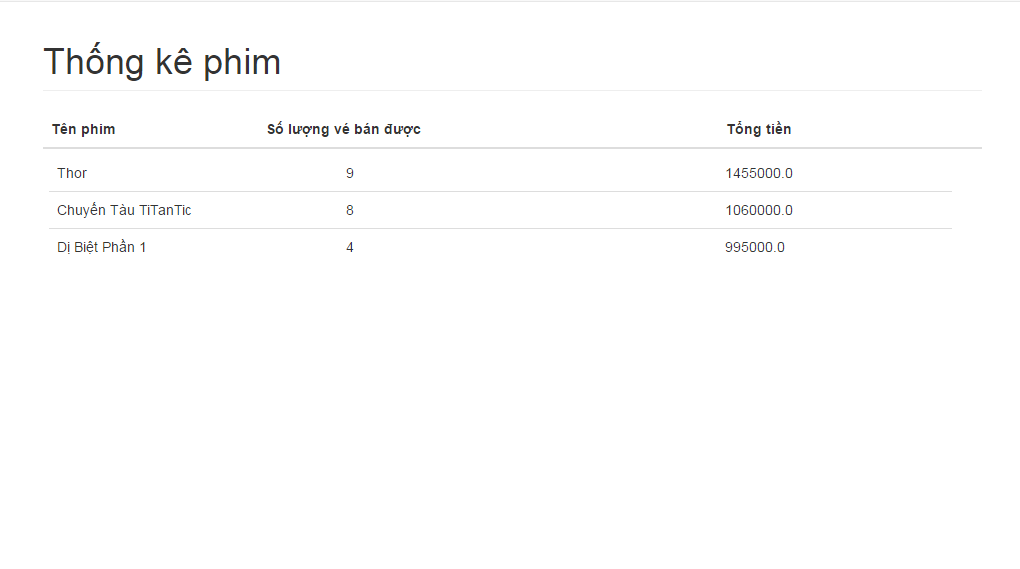 Thống kê phim
Tên phim Số lượng vé bán được Tổng tiền
Thor 9 1455000.0
Chuyến Tàu TiTanTic 8 1060000.0
Dị Biệt Phần 1 4 995000.0